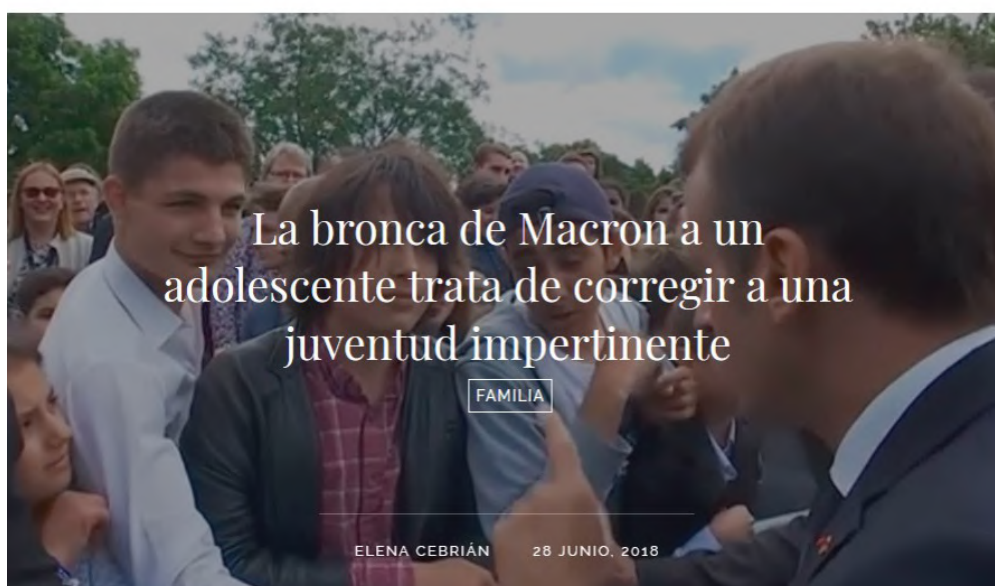 La bronca de Macron a un
adolescente trata de corregir a una
juventud impertinente
FAMILIA
ELENA CEBRIÁN 28 JUNIO, 2018